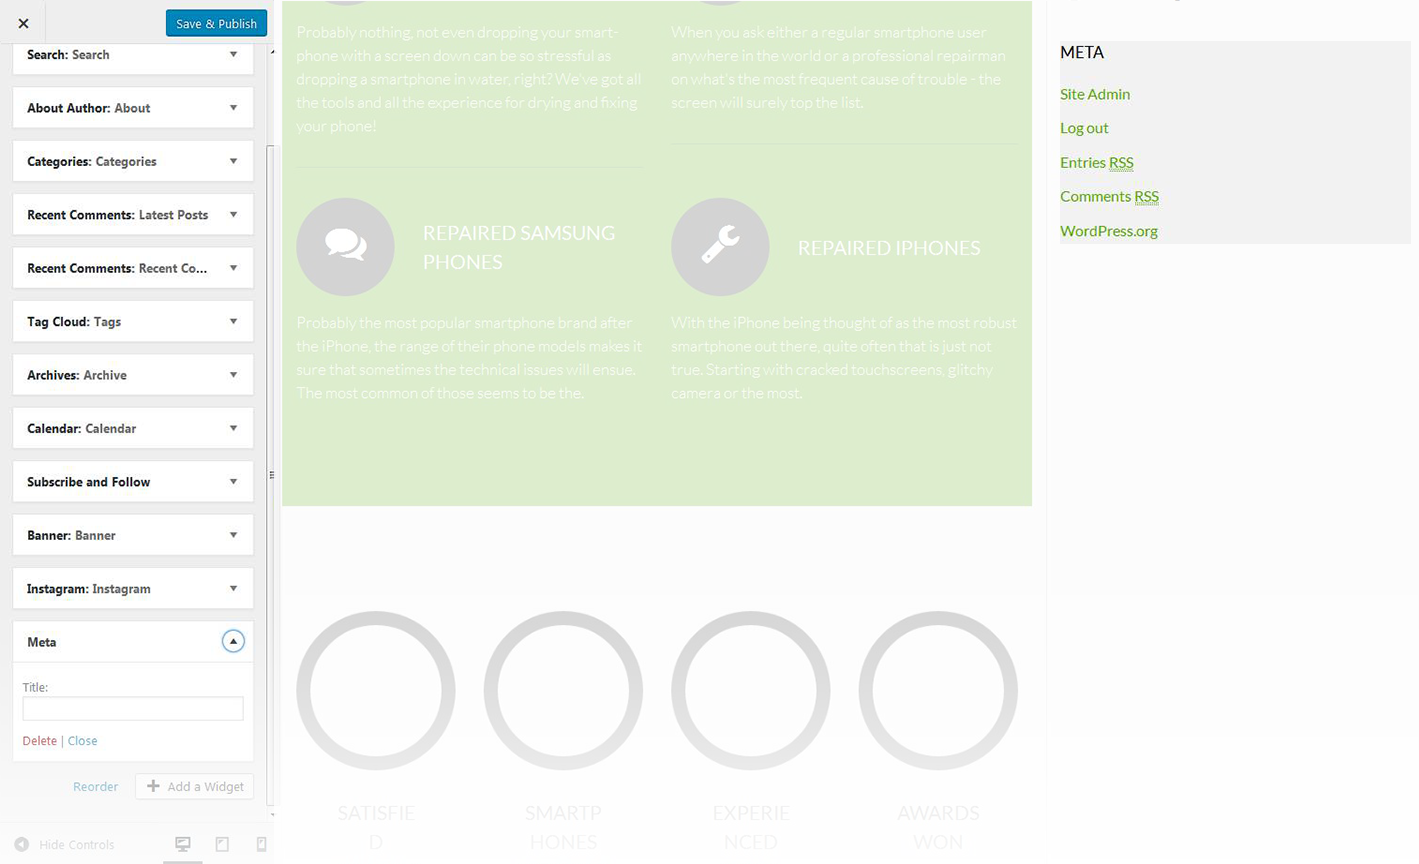 Save & Publish
Search: Search
About Author: About
Categories: Categories
Recent Comments: Latest Posts
Recent Comments: Recent Co...
Tag Cloud: Tags
Archives: Archive
Calendar: Calendar
Subscribe and Follow
Banner: Banner
Instagram: Instagram
Meta
Title:
Delete | Close
Reorder
Add a Widget
Hide Controls
Probably nothing, not even dropping your smart-
phone with a screen down can be so stressful as
dropping a smartphone in water, right? We've got all
the tools and all the experience for drying and fixing
your phone!
When you ask either a regular smartphone user
anywhere in the world or a professional repairman
on what's the most frequent cause of trouble - the
screen will surely top the list.
REPAIRED SAMSUNG
PHONES
Probably the most popular smartphone brand after
the iPhone, the range of their phone models makes it
sure that sometimes the technical issues will ensue.
The most common of those seems to be the.
REPAIRED IPHONES
With the iPhone being thought of as the most robust
smartphone out there, quite often that is just not
true. Starting with cracked touchscreens, glitchy
camera or the most.
SATISFIE
D
SMARTP
HONES
EXPERIE
NCED
AWARDS
WON
META
Site Admin
Log out
Entries RSS
Comments RSS
WordPress.org